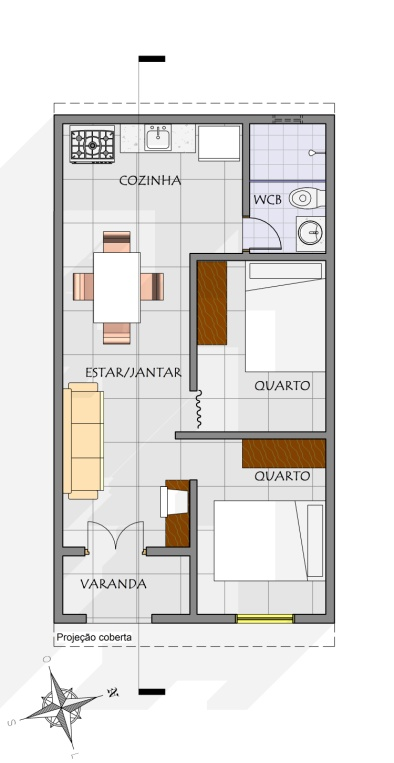 COZINHA
WCB
ESTAR/JANTAR
QUARTO
QUARTO
VARANDA
Projeção coberta
O
N
S
L